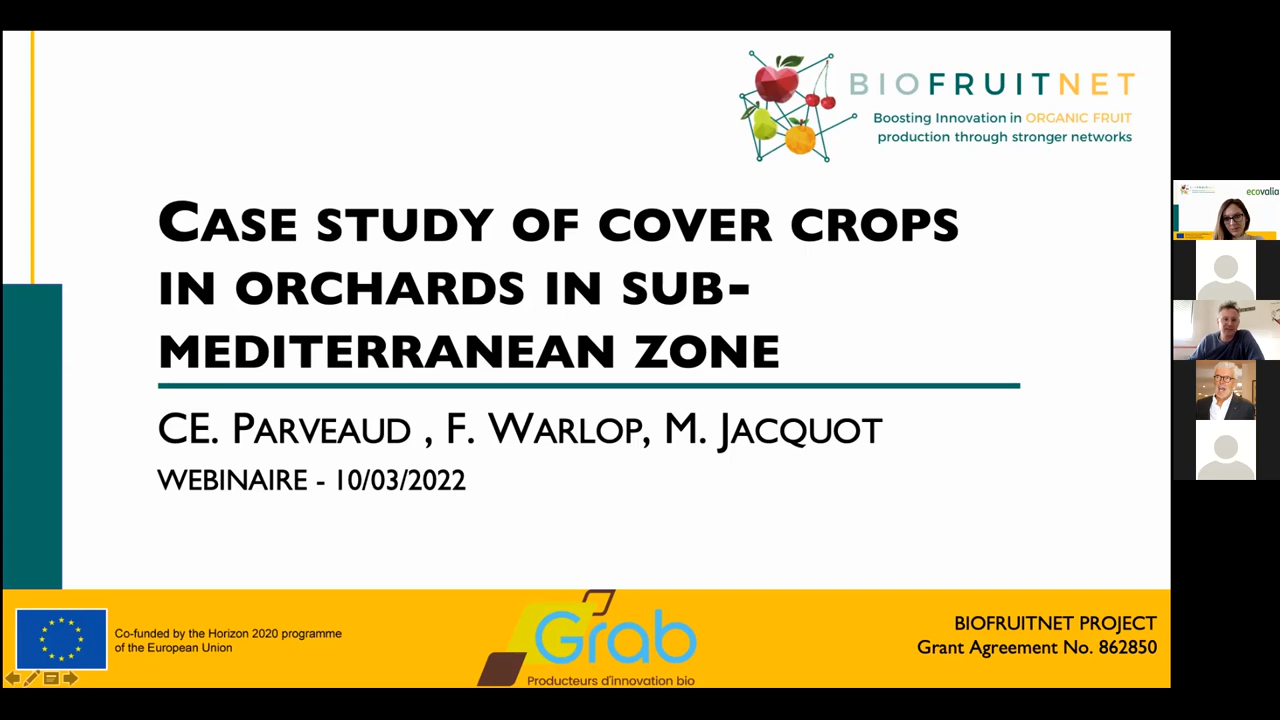 BIOFRUITNET
Boosting Innovation in ORGANIC FRUIT
production through stronger networks
CASE STUDY OF COVER CROPS
IN ORCHARDS IN SUB-
MEDITERRANEAN ZONE
CE. PARVEAUD , F. WARLOP, M. JACQUOT
WEBINAIRE - 10/03/2022
Co-funded by the Horizon 2020 programme
of the European Union
Grab
Producteurs d'innovation bio
BIOFRUITNET PROJECT
Grant Agreement No. 862850
ecovalia